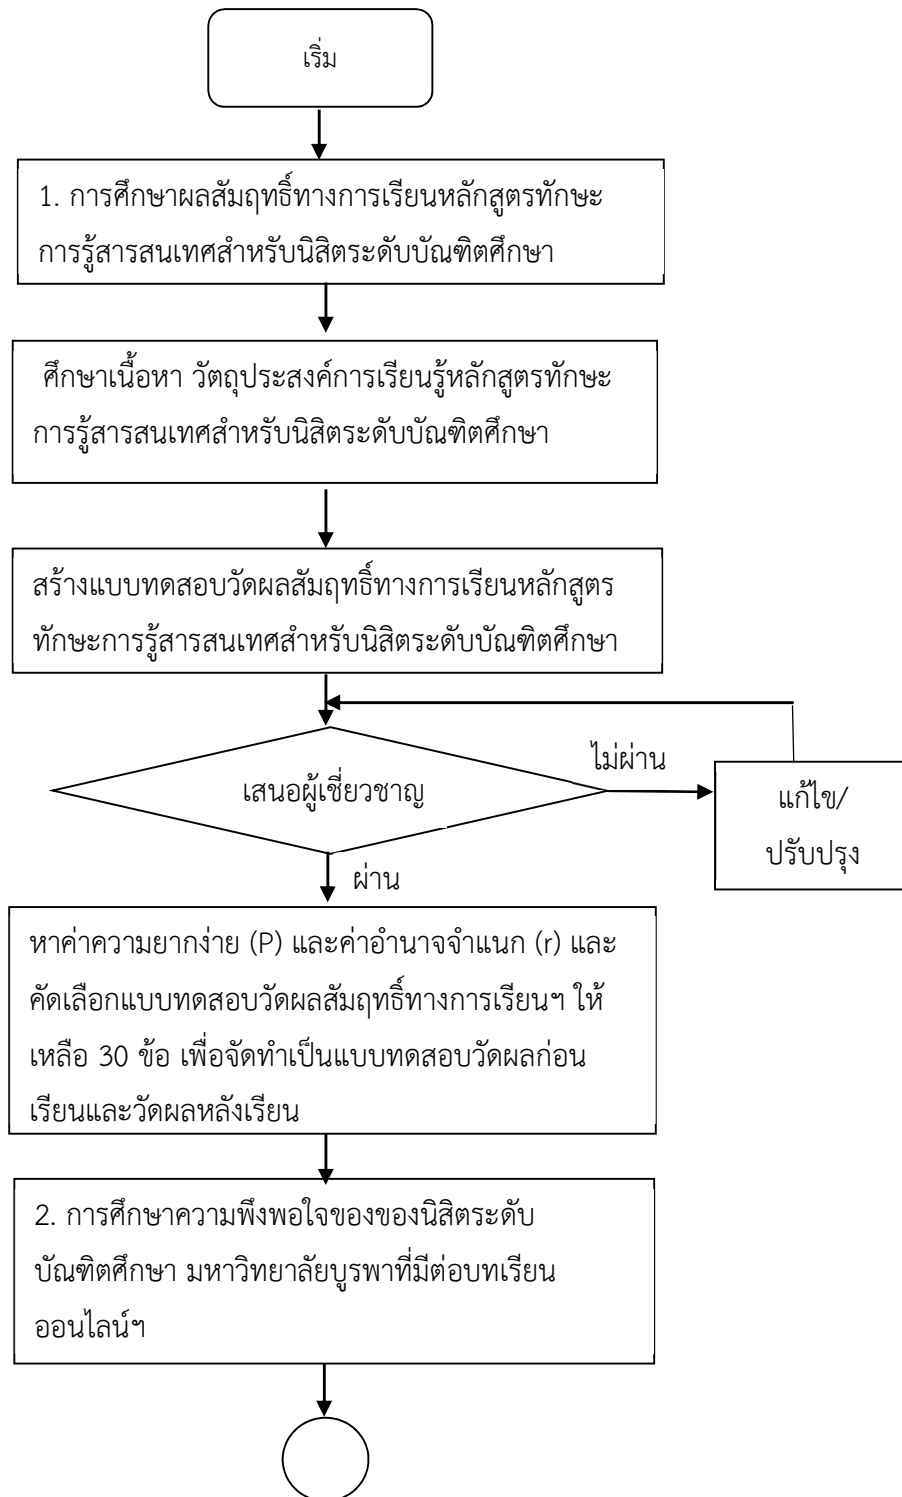 เริ่ม
1. การศึกษาผลสัมฤทธิ์ทางการเรียนหลักสูตรทักษะ
การรู้สารสนเทศสำหรับนิสิตระดับบัณฑิตศึกษา
ศึกษาเนื้อหา วัตถุประสงค์การเรียนรู้หลักสูตรทักษะ
การรู้สารสนเทศสำหรับนิสิตระดับบัณฑิตศึกษา
สร้างแบบทดสอบวัดผลสัมฤทธิ์ทางการเรียนหลักสูตร
ทักษะการรู้สารสนเทศสำหรับนิสิตระดับบัณฑิตศึกษา
ไม่ผ่าน
เสนอผู้เชี่ยวชาญ
แก้ไข/
ปรับปรุง
ผ่าน
หาค่าความยากง่าย (P) และค่าอำนาจจำแนก (r) และ
คัดเลือกแบบทดสอบวัดผลสัมฤทธิ์ทางการเรียนฯ ให้
เหลือ 30 ข้อ เพื่อจัดทำเป็นแบบทดสอบวัดผลก่อน
เรียนและวัดผลหลังเรียน
2. การศึกษาความพึงพอใจของของนิสิตระดับ
บัณฑิตศึกษา มหาวิทยาลัยบูรพาที่มีต่อบทเรียน
ออนไลน์ฯ